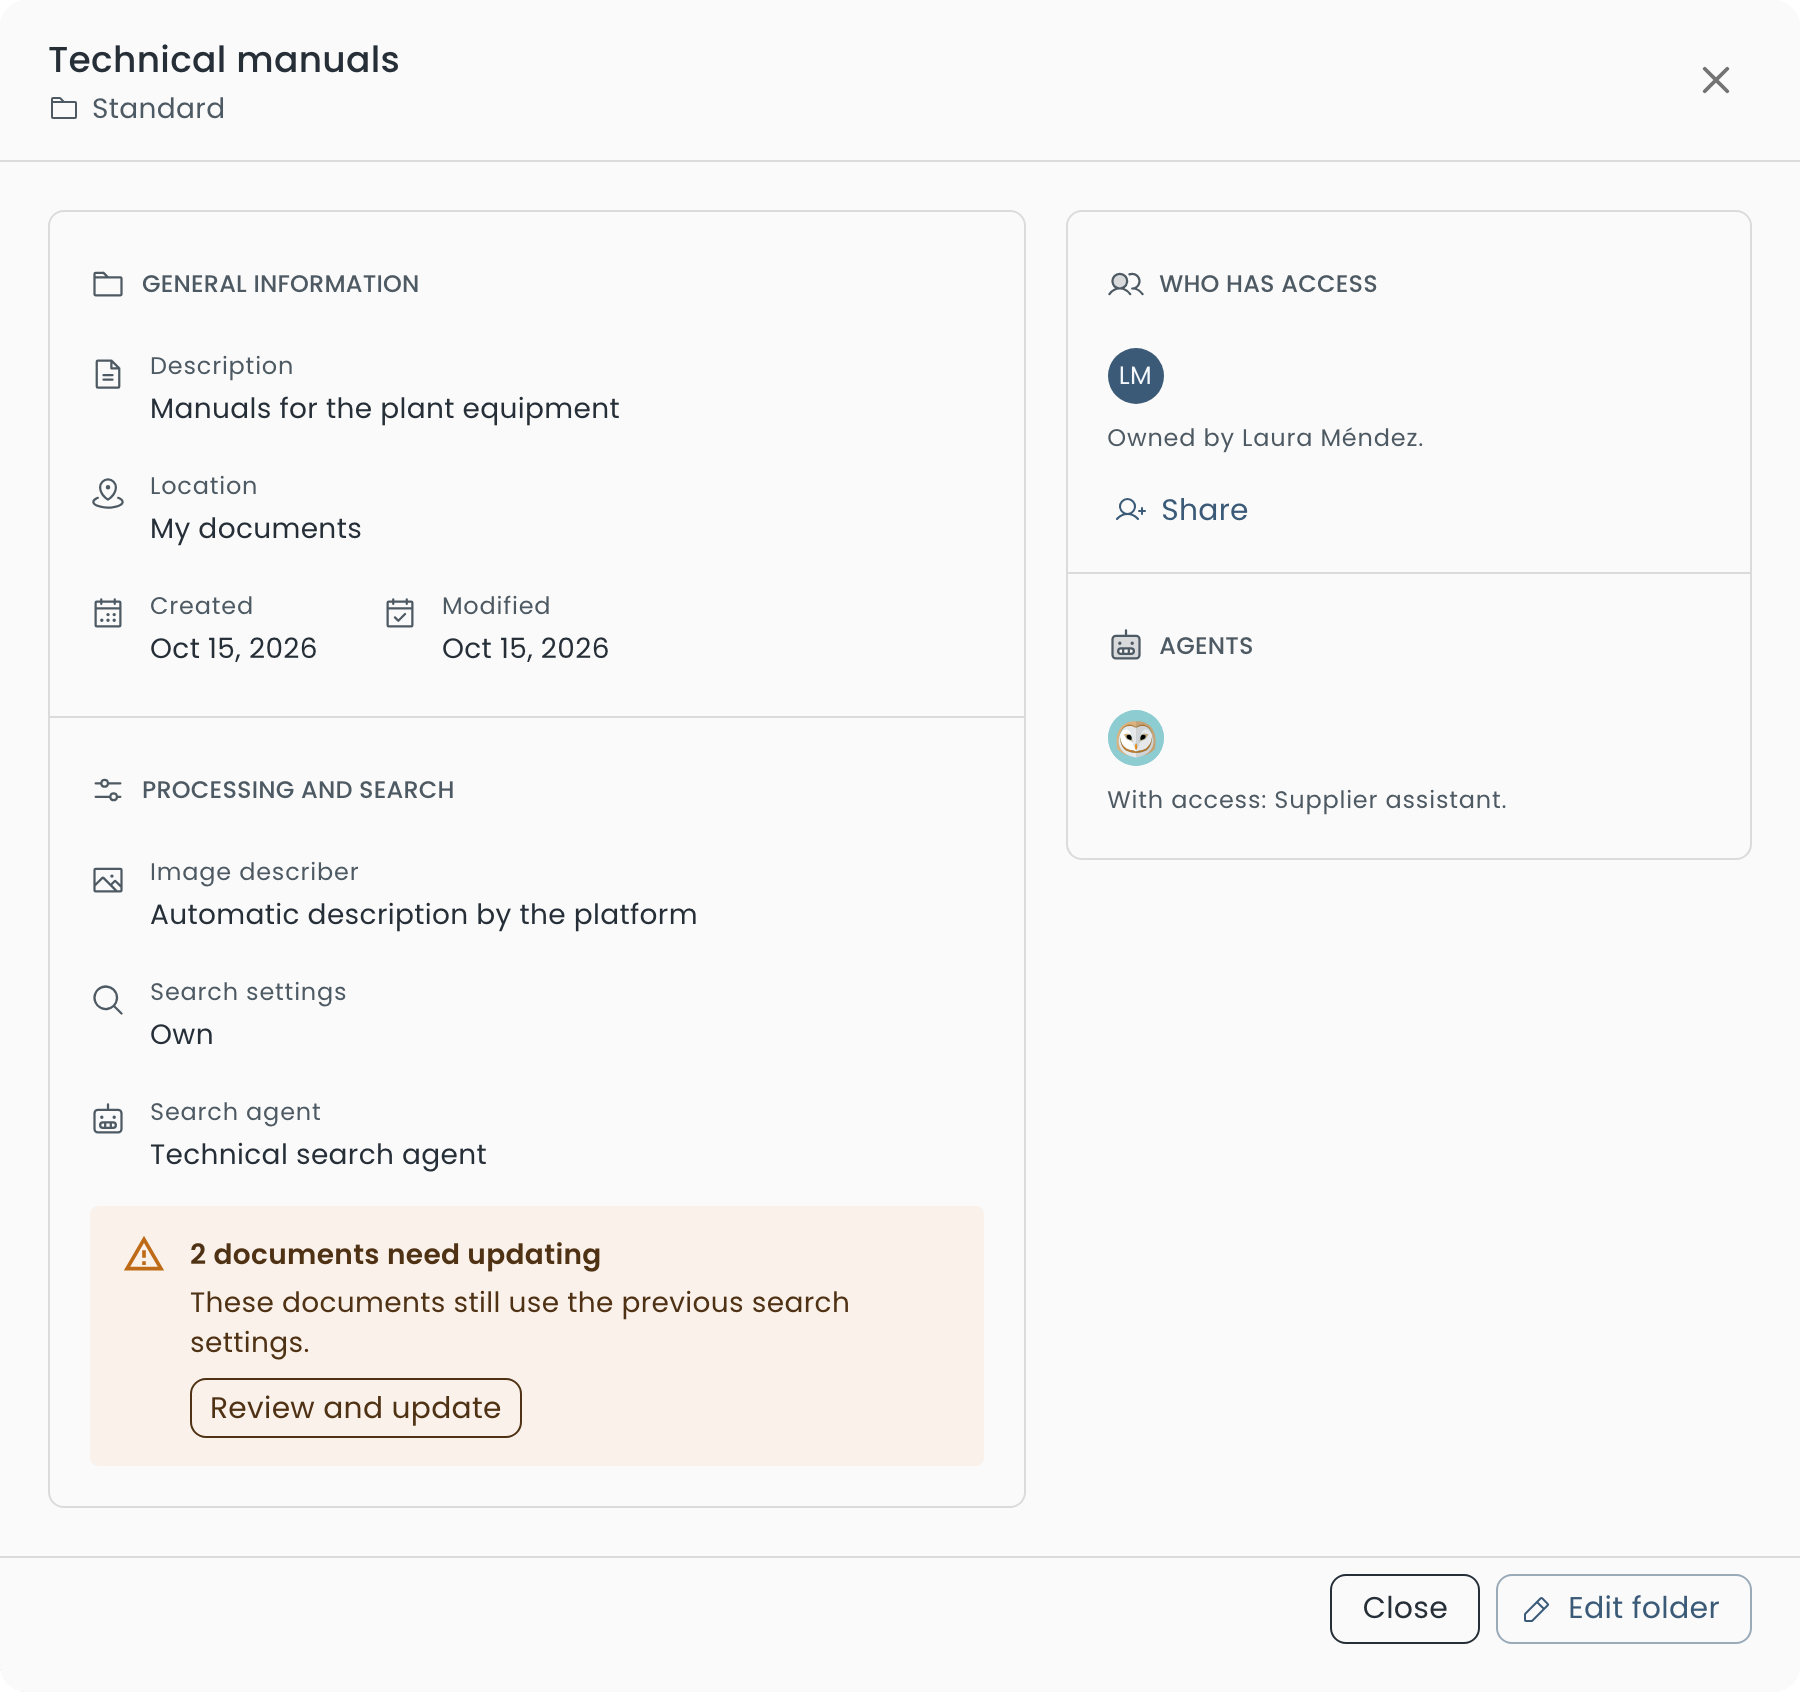 Technical manuals
Standard
GENERAL INFORMATION
Description
Manuals for the plant equipment
Location
My documents
Created
Oct 15, 2026
Modified
Oct 15, 2026
PROCESSING AND SEARCH
Image describer
Automatic description by the platform
Search settings
Own
Search agent
Technical search agent
2 documents need updating
These documents still use the previous search
settings.
Review and update
WHO HAS ACCESS
LM
Owned by Laura Méndez.
Share
AGENTS
With access: Supplier assistant.
Close
Edit folder